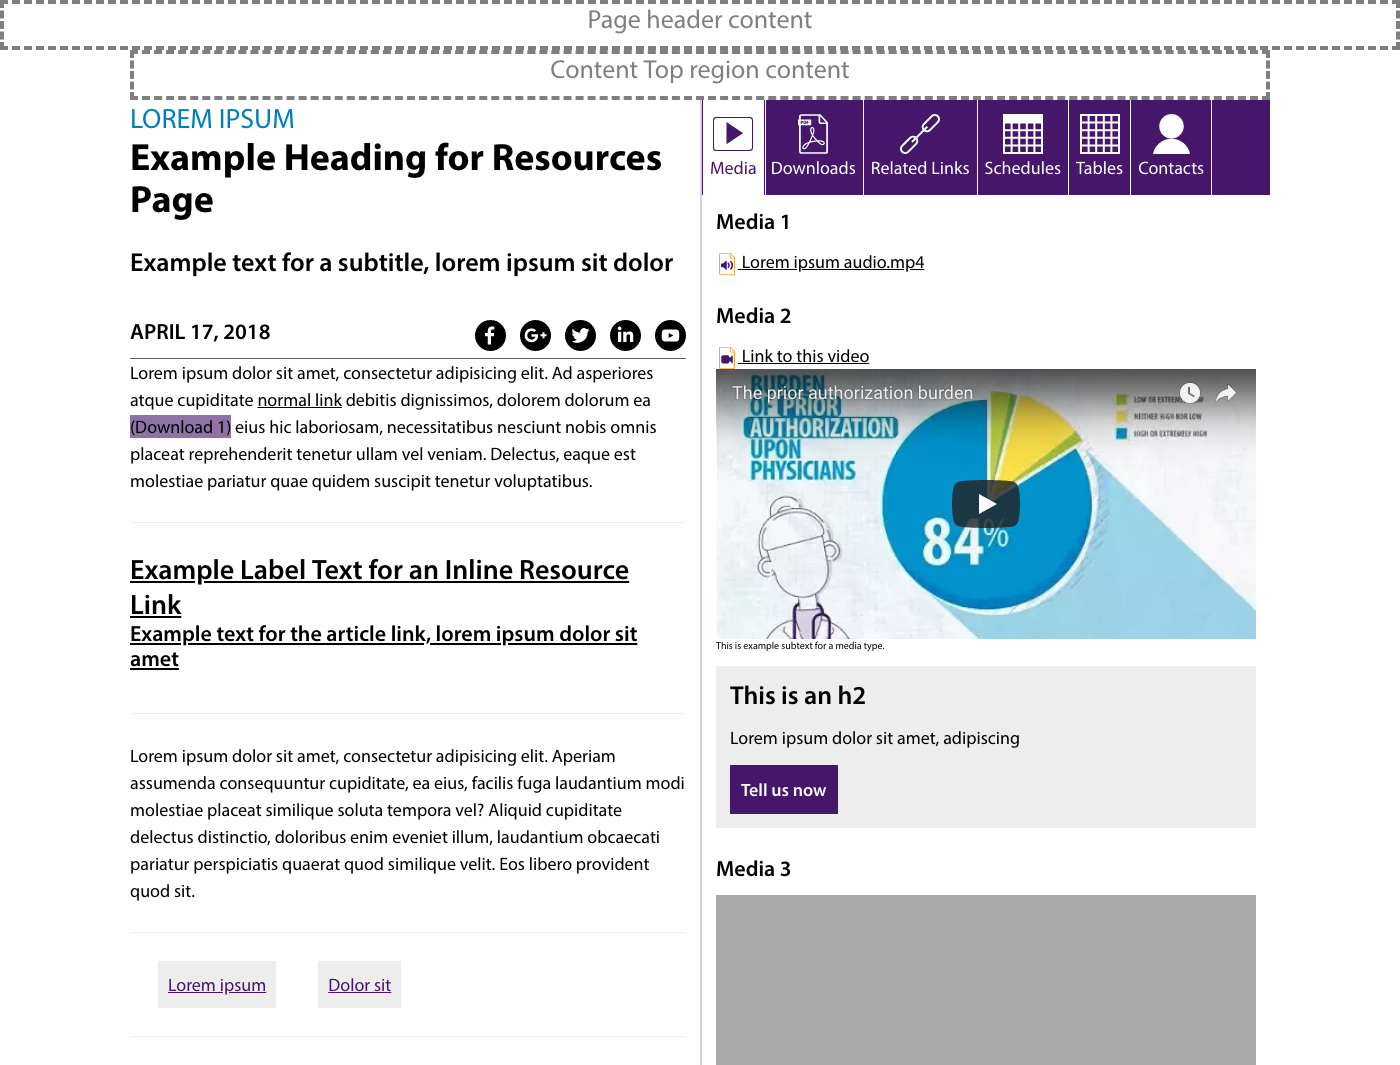 Page header content
Content Top region content
LOREM IPSUM
Example Heading for Resources
Page
Example text for a subtitle, lorem ipsum sit dolor
APRIL 17, 2018
Lorem ipsum dolor sit amet, consectetur adipisicing elit. Ad asperiores
atque cupiditate normal link debitis dignissimos, dolorem dolorum ea
(Download 1) eius hic laboriosam, necessitatibus nesciunt nobis omnis
placeat reprehenderit tenetur ullam vel veniam. Delectus, eaque est
molestiae pariatur quae quidem suscipit tenetur voluptatibus.
Example Label Text for an Inline Resource
Link
Example text for the article link, lorem ipsum dolor sit
amet
Lorem ipsum dolor sit amet, consectetur adipisicing elit. Aperiam
assumenda consequuntur cupiditate, ea eius, facilis fuga laudantium modi
molestiae placeat similique soluta tempora vel? Aliquid cupiditate
delectus distinctio, doloribus enim eveniet illum, laudantium obcaecati
pariatur perspiciatis quaerat quod similique velit. Eos libero provident
quod sit.
Lorem ipsum
Dolor sit
Media
PDF
Downloads
Related Links
Schedules
Tables
Contacts
Media 1
Lorem ipsum audio.mp4
Media 2
Link to this video
The prior authorization burden
BURDEN
OF PRIOR
AUTHORIZATION
UPON
PHYSICIANS
LOW OR EXTREMELY LOW
NEITHER HIGH NOR LOW
HIGH OR EXTREMELY HIGH
84%
This is example subtext for a media type.
This is an h2
Lorem ipsum dolor sit amet, adipiscing
Tell us now
Media 3